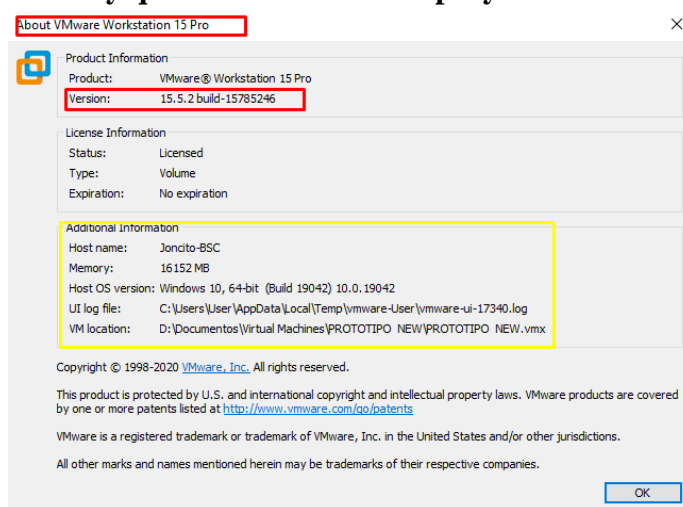 About VMware Workstation 15 Pro
Product Information
Product: VMware® Workstation 15 Pro
Version: 15.5.2 build-15785246
License Information
Status: Licensed
Type: Volume
Expiration: No expiration
Additional Information
Host name: Joncito-BSC
Memory: 16152 MB
Host OS version: Windows 10, 64-bit (Build 19042) 10.0.19042
UI log file: C:\Users\User\AppData\Local\Temp\vmware-User\vmware-ui-17340.log
VM location: D:\Documentos\Virtual Machines\PROTOTIPO NEW\PROTOTIPO NEW.vmx
Copyright © 1998-2020 VMware, Inc. All rights reserved.
This product is protected by U.S. and international copyright and intellectual property laws. VMware products are covered
by one or more patents listed at http://www.vmware.com/go/patents
VMware is a registered trademark or trademark of VMware, Inc. in the United States and/or other jurisdictions.
All other marks and names mentioned herein may be trademarks of their respective companies.
OK